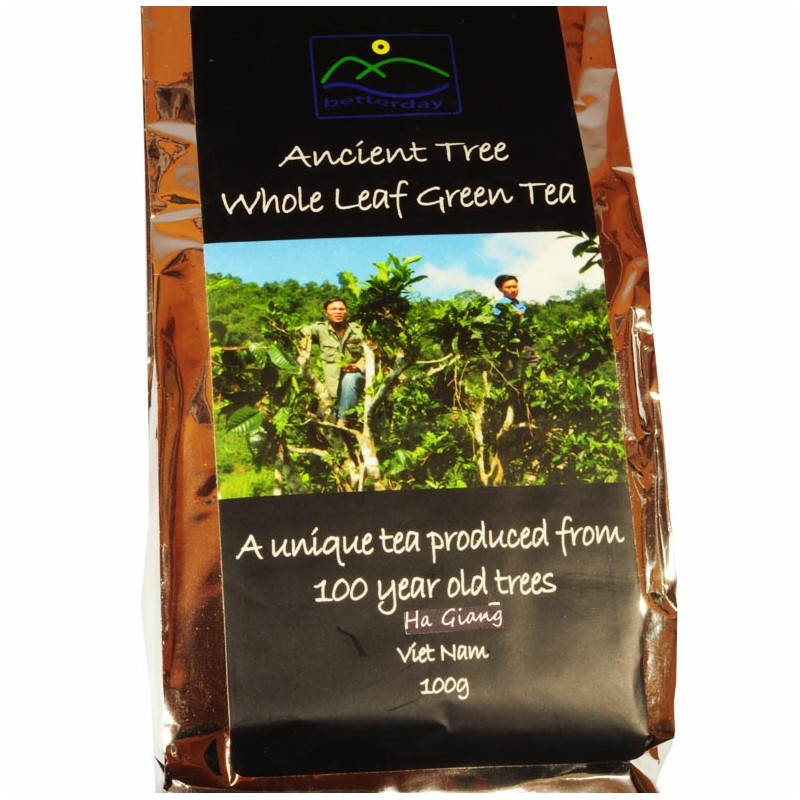 betterday
Ancient Tree
Whole Leaf Green Tea
A unique tea produced from
100 year old trees
Ha Giang
Viet Nam
100g